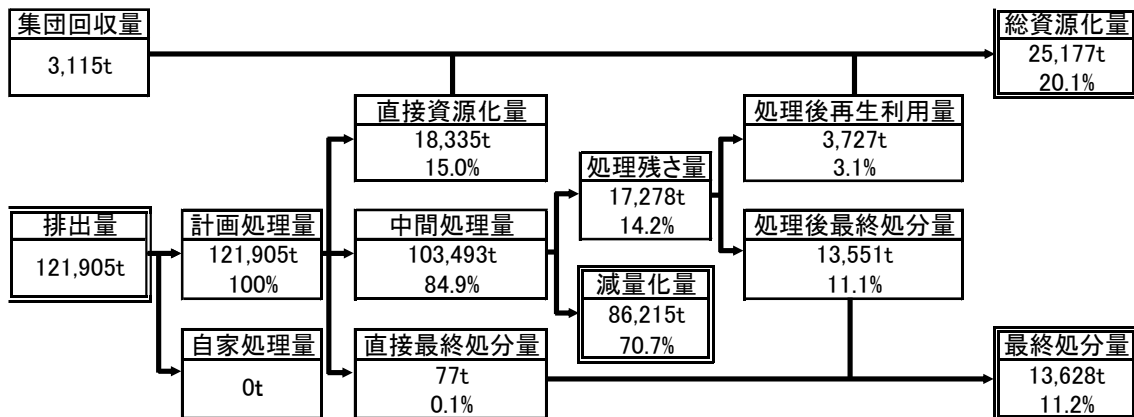 集団回収量
3,115t
総資源化量
25,177t
20.1%
直接資源化量
18,335t
15.0%
処理後再生利用量
3,727t
3.1%
処理残さ量
17,278t
14.2%
排出量
121,905t
計画処理量
121,905t
100%
中間処理量
103,493t
84.9%
処理後最終処分量
13,551t
11.1%
減量化量
86,215t
70.7%
自家処理量
0t
直接最終処分量
77t
0.1%
最終処分量
13,628t
11.2%